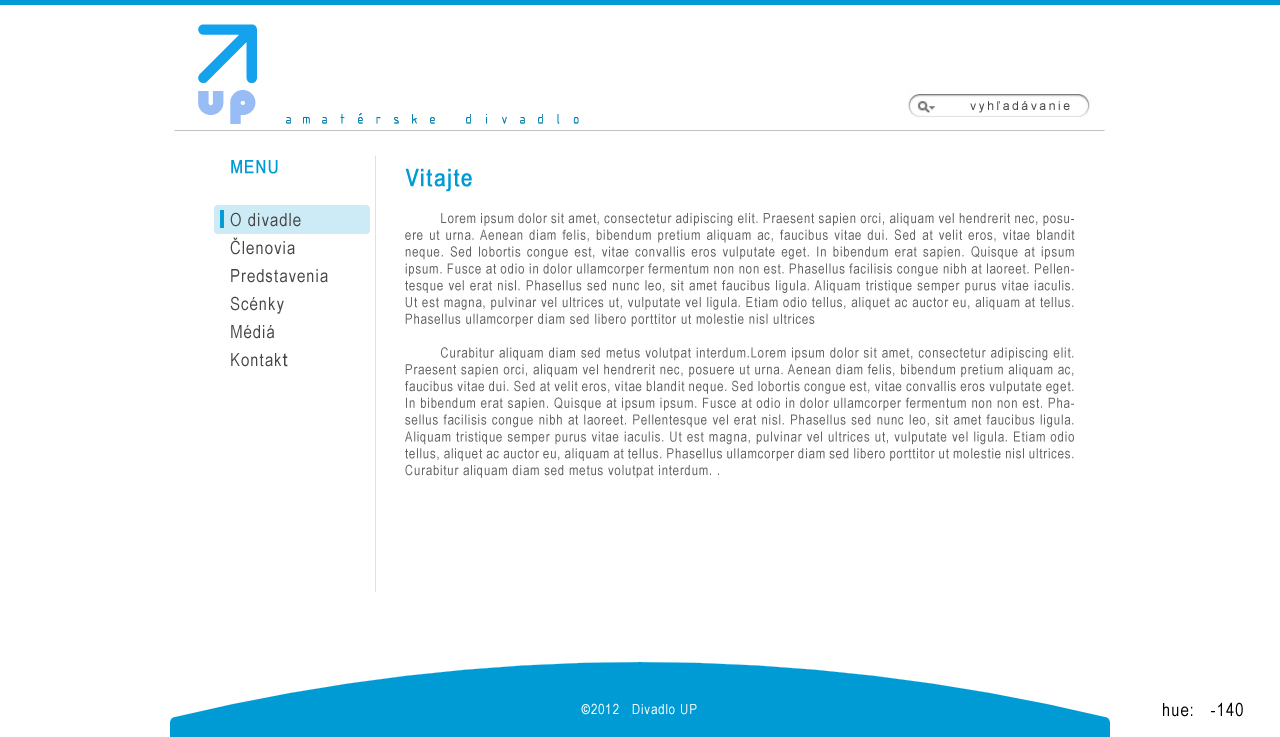 UP
amatérske divadlo
vyhľadávanie
MENU
O divadle
Členovia
Predstavenia
Scénky
Médiá
Kontakt
Vitajte
Lorem ipsum dolor sit amet, consectetur adipiscing elit. Praesent sapien orci, aliquam vel hendrerit nec, posu-
ere ut urna. Aenean diam felis, bibendum pretium aliquam ac, faucibus vitae dui. Sed at velit eros, vitae blandit
neque. Sed lobortis congue est, vitae convallis eros vulputate eget. In bibendum erat sapien. Quisque at ipsum
ipsum. Fusce at odio in dolor ullamcorper fermentum non non est. Phasellus facilisis congue nibh at laoreet. Pellen-
tesque vel erat nisl. Phasellus sed nunc leo, sit amet faucibus ligula. Aliquam tristique semper purus vitae iaculis.
Ut est magna, pulvinar vel ultrices ut, vulputate vel ligula. Etiam odio tellus, aliquet ac auctor eu, aliquam at tellus.
Phasellus ullamcorper diam sed libero porttitor ut molestie nisl ultrices
Curabitur aliquam diam sed metus volutpat interdum.Lorem ipsum dolor sit amet, consectetur adipiscing elit.
Praesent sapien orci, aliquam vel hendrerit nec, posuere ut urna. Aenean diam felis, bibendum pretium aliquam ac,
faucibus vitae dui. Sed at velit eros, vitae blandit neque. Sed lobortis congue est, vitae convallis eros vulputate eget.
In bibendum erat sapien. Quisque at ipsum ipsum. Fusce at odio in dolor ullamcorper fermentum non non est. Pha-
sellus facilisis congue nibh at laoreet. Pellentesque vel erat nisl. Phasellus sed nunc leo, sit amet faucibus ligula.
Aliquam tristique semper purus vitae iaculis. Ut est magna, pulvinar vel ultrices ut, vulputate vel ligula. Etiam odio
tellus, aliquet ac auctor eu, aliquam at tellus. Phasellus ullamcorper diam sed libero porttitor ut molestie nisl ultrices.
Curabitur aliquam diam sed metus volutpat interdum. .
©2012 Divadlo UP
hue: -140